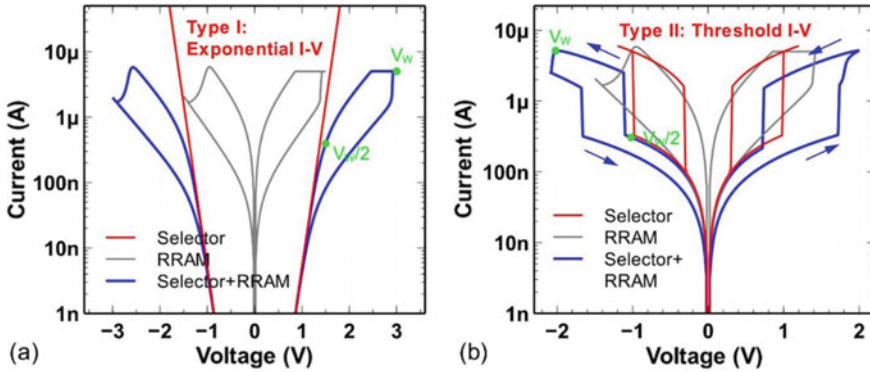 Type I:
Exponential I-V
V_W
V_W/2
10μ
1μ
100n
10n
1n
Current (A)
Selector
RRAM
Selector+RRAM
−3 −2 −1 0 1 2 3
Voltage (V)
(a)
Type II: Threshold I-V
V_W
V_W/2
10μ
1μ
100n
10n
1n
Current (A)
Selector
RRAM
Selector+
RRAM
−2 −1 0 1 2
Voltage (V)
(b)